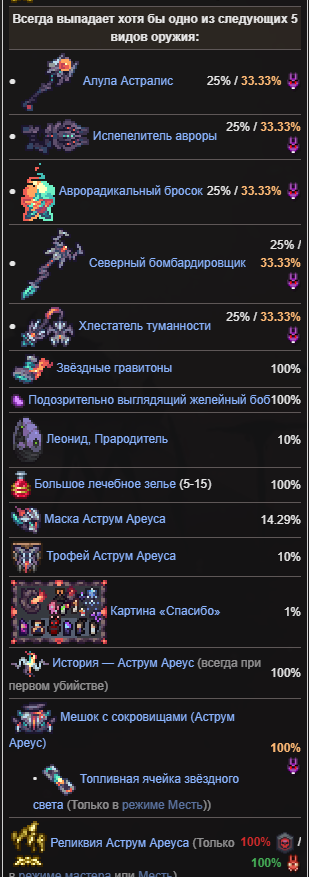 Всегда выпадает хотя бы одно из следующих 5
видов оружия:
Алула Астралис 25% / 33.33%
Испепелитель авроры 25% / 33.33%
Аврорадикальный бросок 25% / 33.33%
Северный бомбардировщик 25% /
33.33%
Хлестатель туманности 25% / 33.33%
Звёздные гравитоны 100%
Подозрительно выглядящий желейный боб 100%
Леонид, Прародитель 10%
Большое лечебное зелье (5-15) 100%
Маска Аструм Ареуса 14.29%
Трофей Аструм Ареуса 10%
Картина «Спасибо» 1%
История — Аструм Ареус (всегда при
первом убийстве) 100%
Мешок с сокровищами (Аструм
Ареус) 100%
Топливная ячейка звёздного
света (Только в режиме Месть))
Реликвия Аструм Ареуса (Только 100% /
в режиме мастера или Месть) 100%